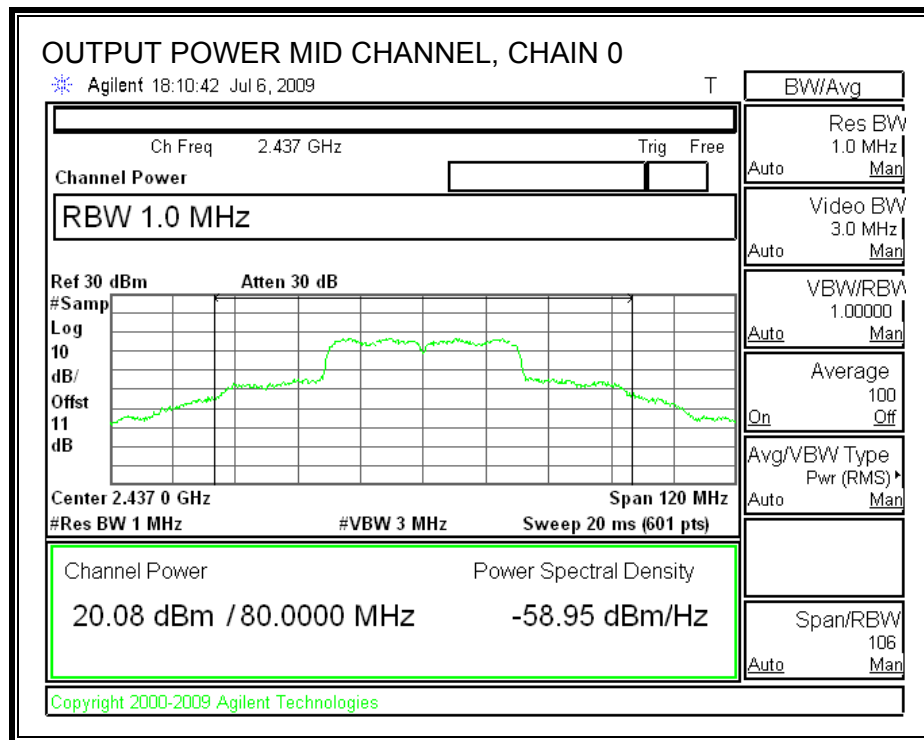 OUTPUT POWER MID CHANNEL, CHAIN 0
Agilent 18:10:42 Jul 6, 2009 T
Ch Freq 2.437 GHz Trig Free
Channel Power
RBW 1.0 MHz
Ref 30 dBm Atten 30 dB
#Samp
Log
10
dB/
Offst
11
dB
Center 2.437 0 GHz Span 120 MHz
#Res BW 1 MHz #VBW 3 MHz Sweep 20 ms (601 pts)
Channel Power Power Spectral Density
20.08 dBm / 80.0000 MHz -58.95 dBm/Hz
Copyright 2000-2009 Agilent Technologies
BW/Avg
Res BW
1.0 MHz
Auto Man
Video BW
3.0 MHz
Auto Man
VBW/RBW
1.00000
Auto Man
Average
100
On Off
Avg/VBW Type
Pwr (RMS)
Auto Man
Span/RBW
106
Auto Man